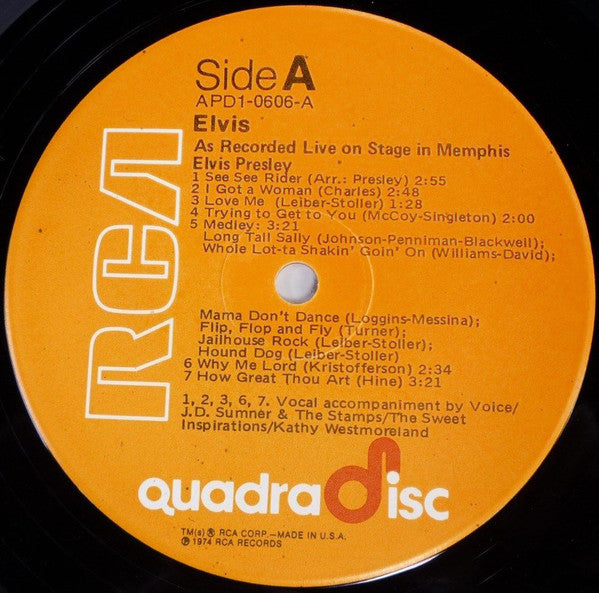 Side A
APD1-0606-A
Elvis
As Recorded Live on Stage in Memphis
Elvis Presley
1 See See Rider (Arr.: Presley) 2:55
2 I Got a Woman (Charles) 2:48
3 Love Me (Leiber-Stoller) 1:28
4 Trying to Get to You (McCoy-Singleton) 2:00
5 Medley: 3:21
Long Tall Sally (Johnson-Penniman-Blackwell);
Whole Lot-ta Shakin' Goin' On (Williams-David);
Mama Don't Dance (Loggins-Messina);
Flip, Flop and Fly (Turner);
Jailhouse Rock (Leiber-Stoller)
Hound Dog (Leiber-Stoller)
6 Why Me Lord (Kristofferson) 2:34
7 How Great Thou Art (Hine) 3:21
1, 2, 3, 6, 7. Vocal accompaniment by Voice/
J.D. Sumner & The Stamps/The Sweet
Inspirations/Kathy Westmoreland
RCA
quadradisc
TM(s) ® RCA CORP.—MADE IN U.S.A.
℗ 1974 RCA RECORDS